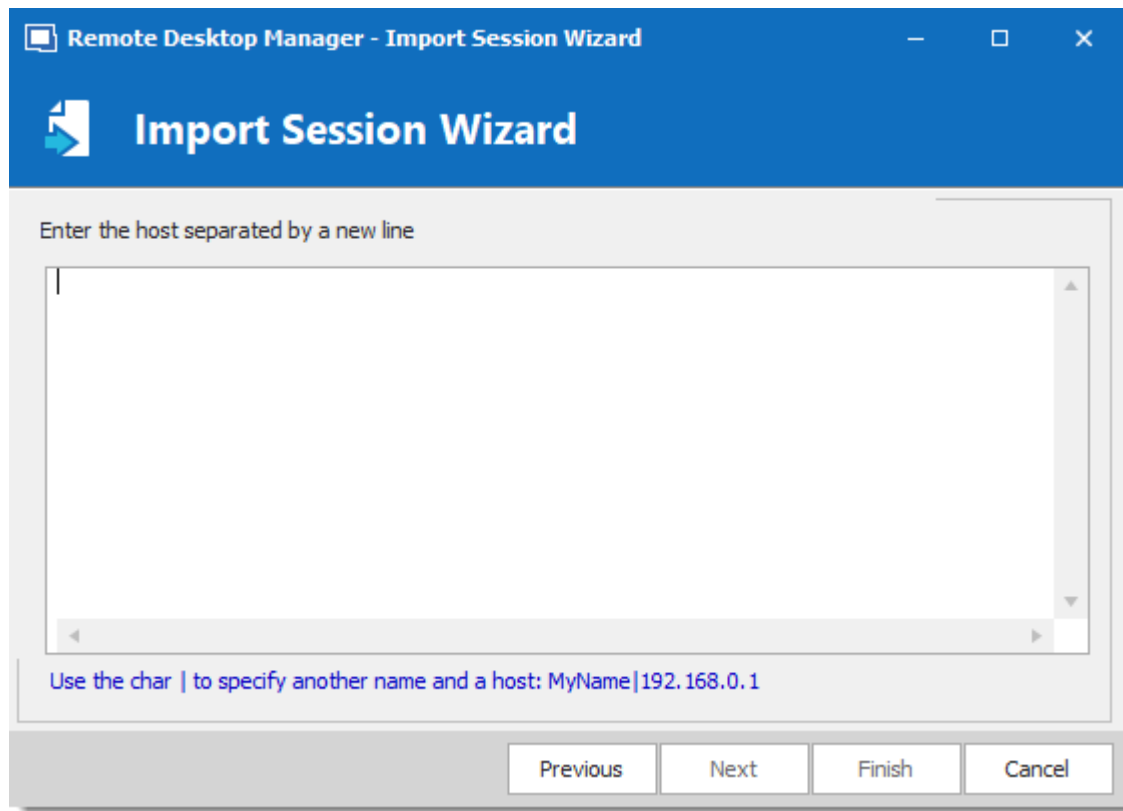 Remote Desktop Manager - Import Session Wizard
Import Session Wizard
Enter the host separated by a new line
Use the char | to specify another name and a host: MyName|192.168.0.1
Previous Next Finish Cancel